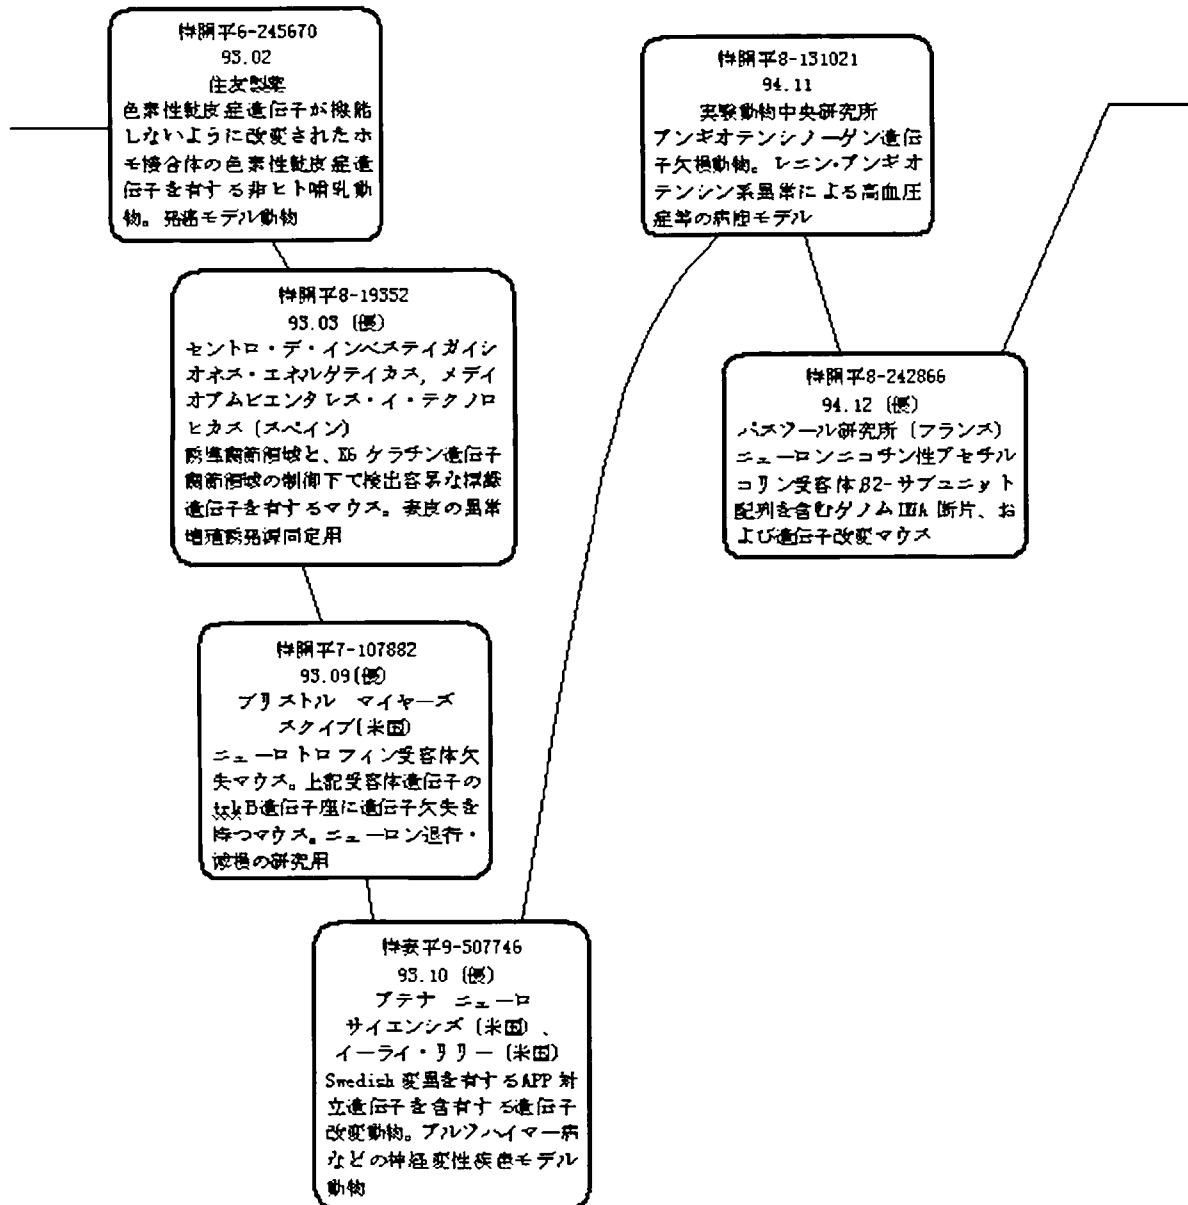 特開平6-245670
93.02
住友製薬
色素性乾皮症遺伝子が機能
しないように改変されたホ
モ接合体の色素性乾皮症遺
伝子を有する非ヒト哺乳動
物。発癌モデル動物
特開平8-19352
93.03 (優)
セントロ・デ・インベスティガイシ
オネス・エネルゲティカス, メディ
オアムビエンタレス・イ・テクノロ
ヒカス (スペイン)
誘導調節領域と、K6 ケラチン遺伝子
調節領域の制御下で検出容易な標識
遺伝子を有するマウス。表皮の異常
増殖誘発源同定用
特開平7-107882
93.09(優)
ブリストル マイヤーズ
スクイブ(米国)
ニューロトロフィン受容体欠
失マウス。上記受容体遺伝子の
trkB遺伝子座に遺伝子欠失を
持つマウス。ニューロン退行・
減損の研究用
特表平9-507746
93.10 (優)
アテナ ニューロ
サイエンシズ (米国) 、
イーライ・リリー (米国)
Swedish 変異を有するAPP 対
立遺伝子を含有する遺伝子
改変動物。アルツハイマー病
などの神経変性疾患モデル
動物
特開平8-131021
94.11
実験動物中央研究所
アンギオテンシノーゲン遺伝
子欠損動物。レニン・アンギオ
テンシン系異常による高血圧
症等の病症モデル
特開平8-242866
94.12 (優)
パスツール研究所 (フランス)
ニューロンニコチン性アセチル
コリン受容体β2-サブユニット
配列を含むゲノム DNA 断片、お
よび遺伝子改変マウス